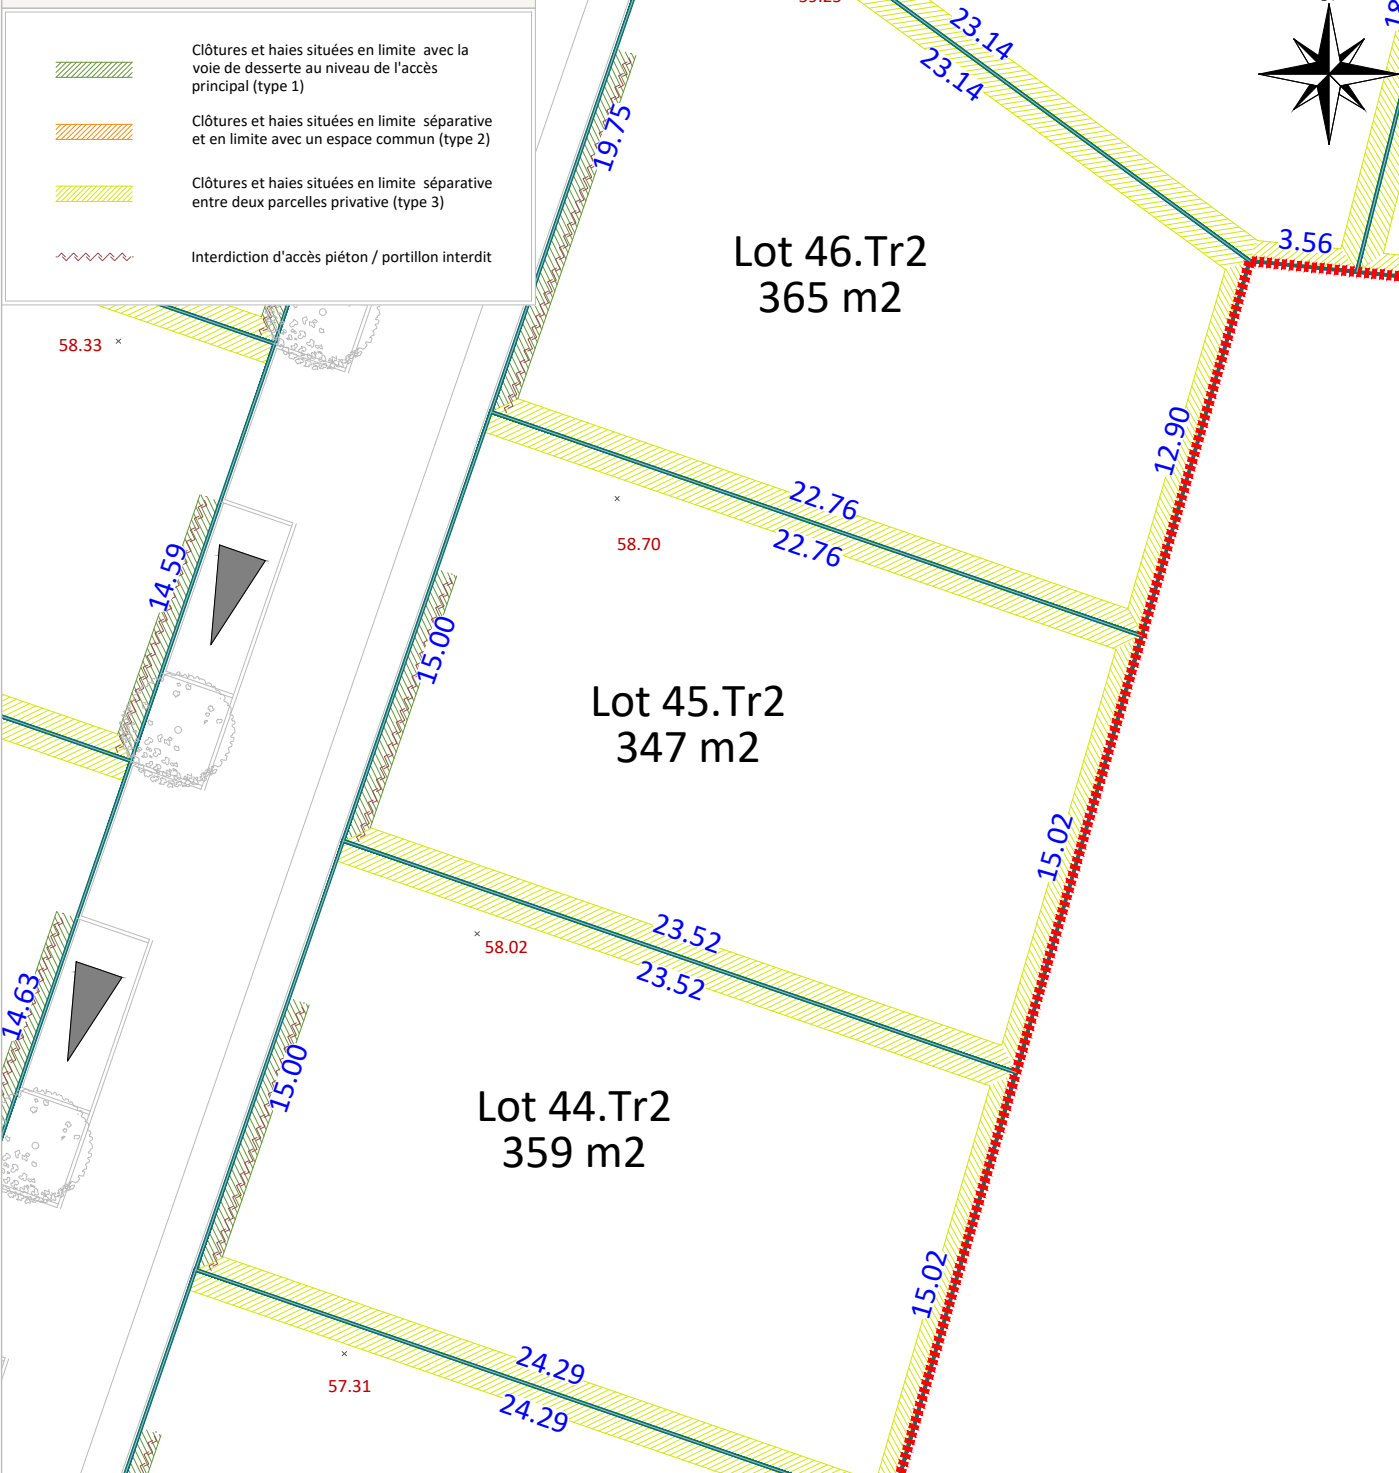 Clôtures et haies situées en limite avec la
voie de desserte au niveau de l'accès
principal (type 1)
Clôtures et haies situées en limite séparative
et en limite avec un espace commun (type 2)
Clôtures et haies situées en limite séparative
entre deux parcelles privative (type 3)
Interdiction d'accès piéton / portillon interdit
23.14
23.14
19.75
3.56
Lot 46.Tr2
365 m2
58.33
12.90
22.76
22.76
58.70
14.59
15.00
Lot 45.Tr2
347 m2
15.02
23.52
23.52
58.02
14.63
15.00
Lot 44.Tr2
359 m2
15.02
24.29
24.29
57.31